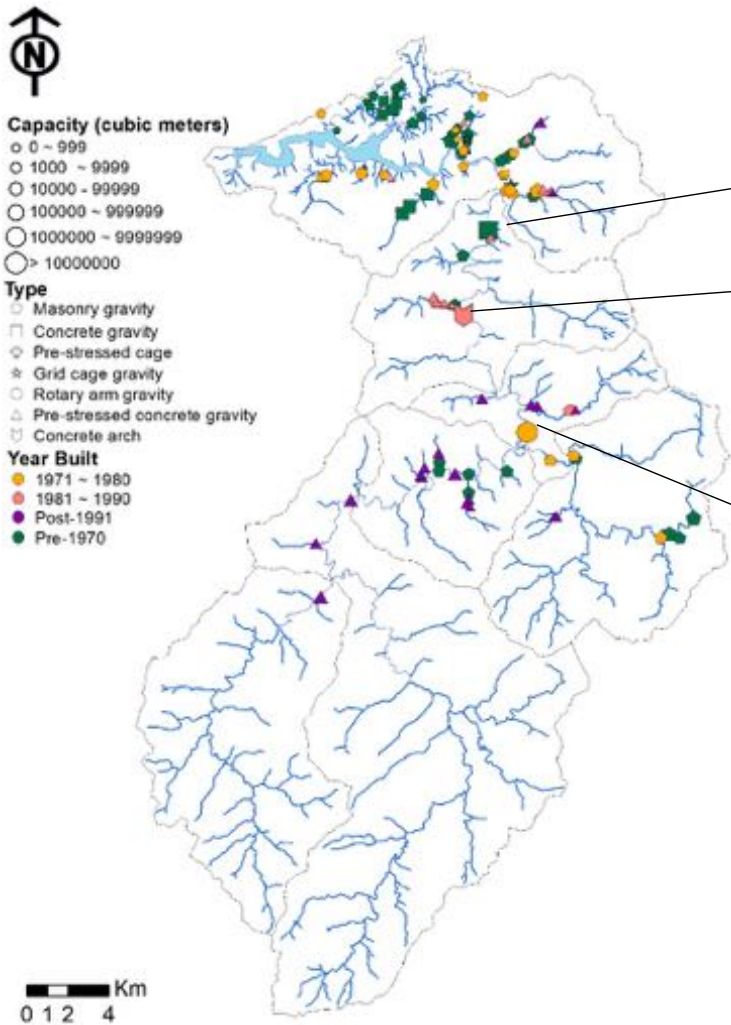 N
Capacity (cubic meters)
0 ~ 999
1000 ~ 9999
10000 - 99999
100000 ~ 999999
1000000 ~ 9999999
> 10000000
Type
Masonry gravity
Concrete gravity
Pre-stressed cage
Grid cage gravity
Rotary arm gravity
Pre-stressed concrete gravity
Concrete arch
Year Built
1971 ~ 1980
1981 ~ 1990
Post-1991
Pre-1970
Km
0 1 2 4